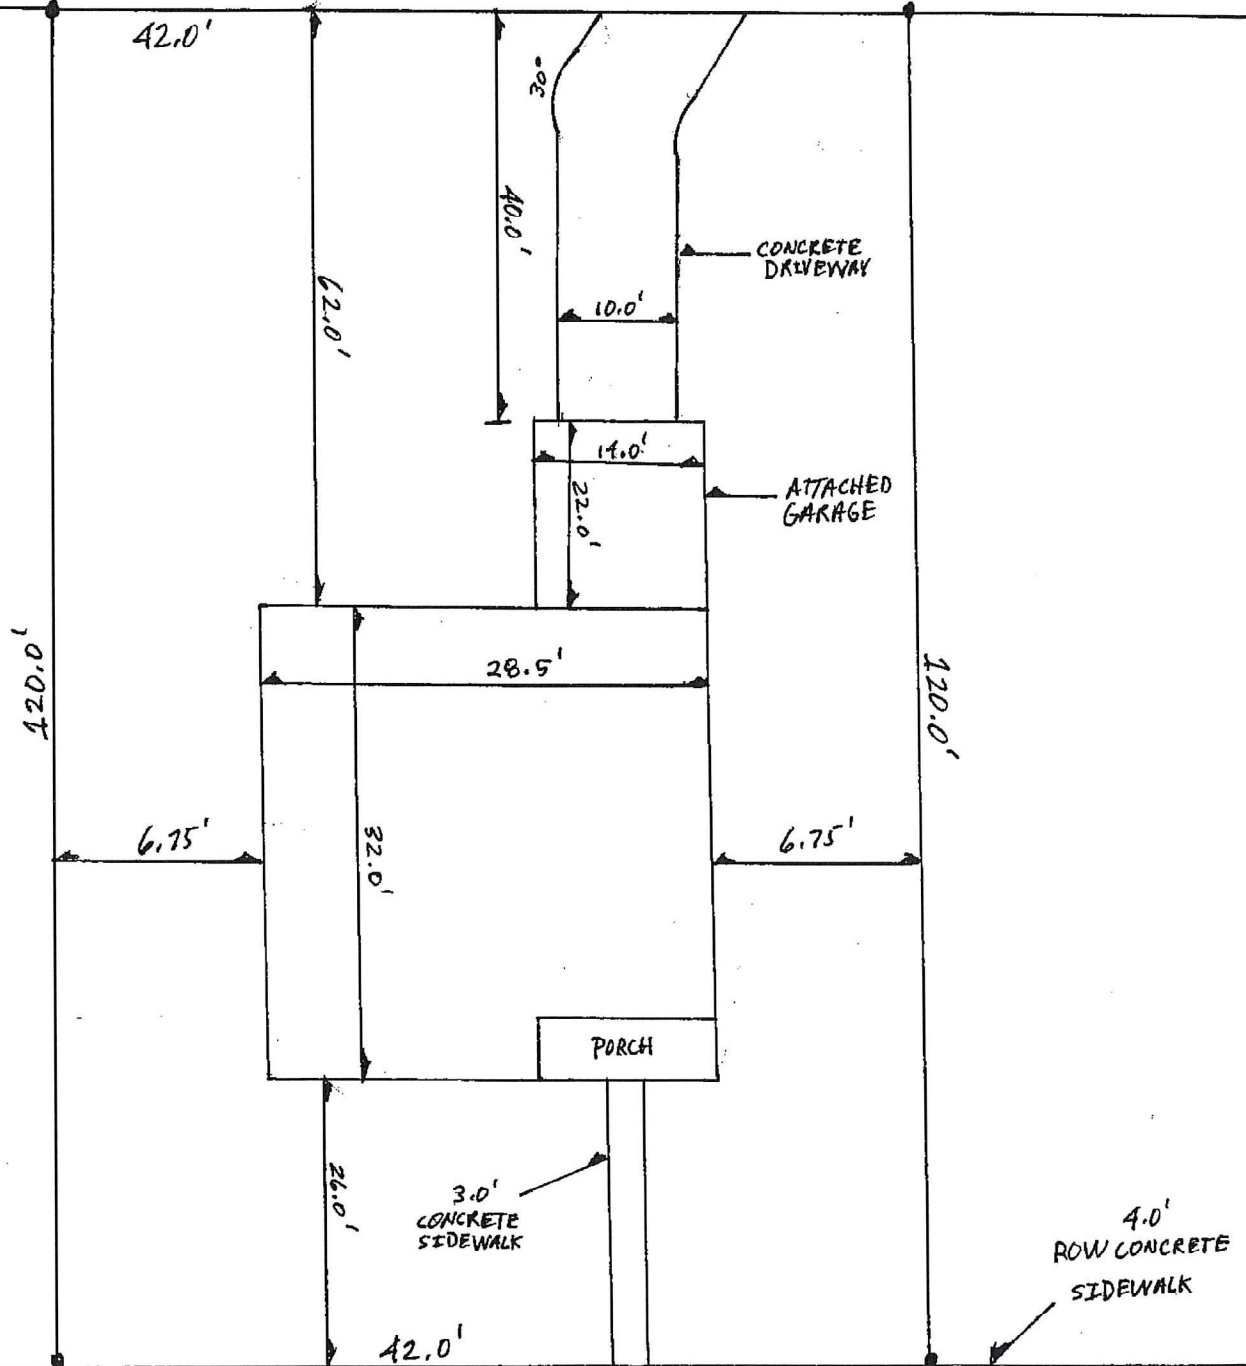 42.0'
30°
40.0'
62.0'
CONCRETE
DRIVEWAY
10.0'
14.0'
22.0'
ATTACHED
GARAGE
28.5'
120.0'
120.0'
6.75'
32.0'
6.75'
PORCH
26.0'
3.0'
CONCRETE
SIDEWALK
4.0'
ROW CONCRETE
SIDEWALK
42.0'